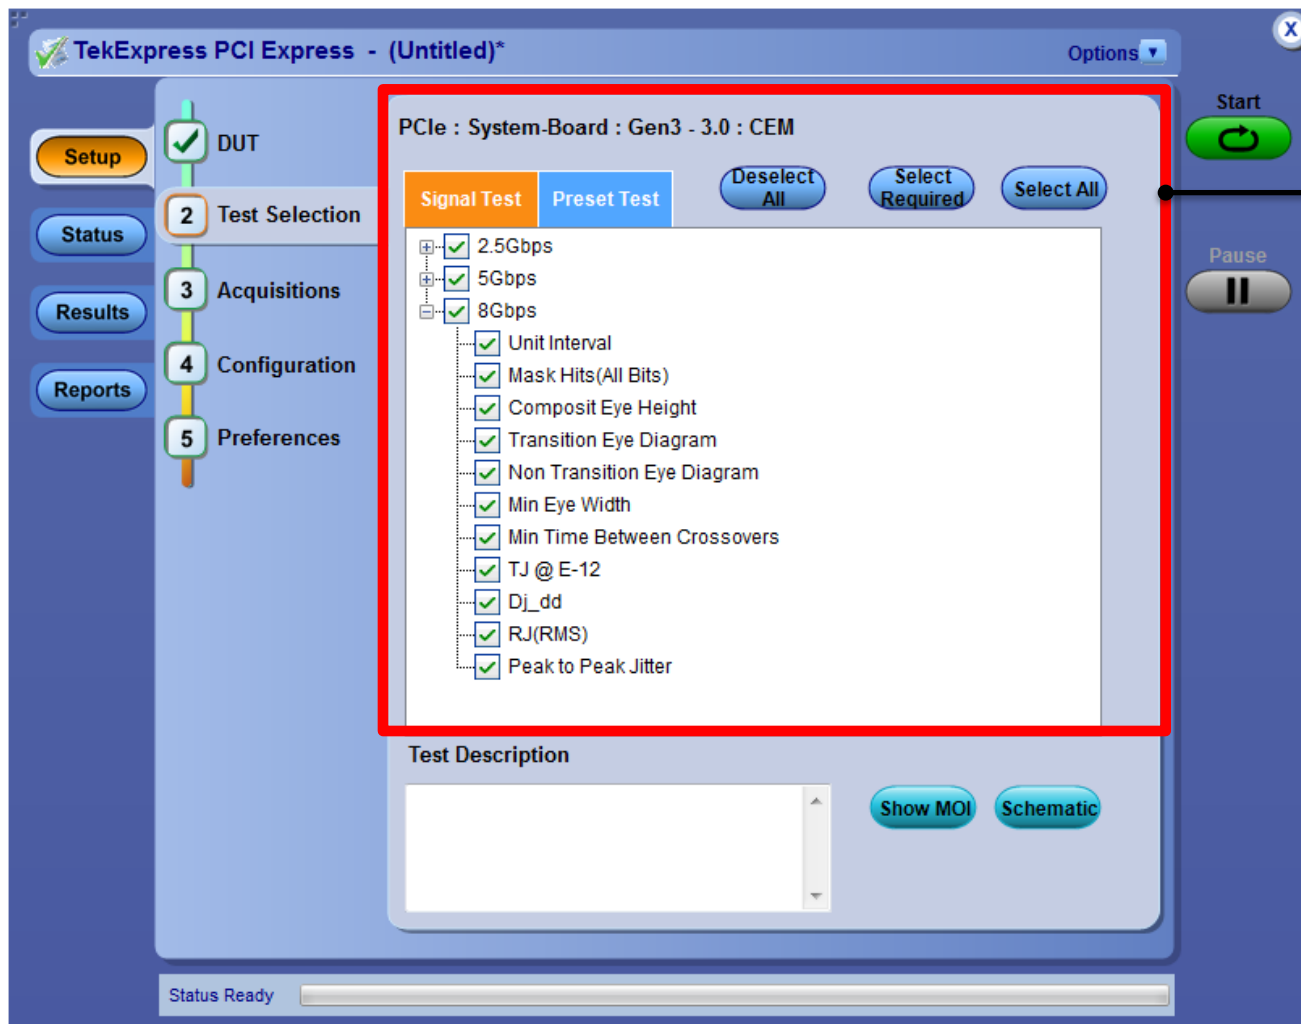 TekExpress PCI Express - (Untitled)*
Options
X
Setup
Status
Results
Reports
DUT
2 Test Selection
3 Acquisitions
4 Configuration
5 Preferences
PCIe : System-Board : Gen3 - 3.0 : CEM
Signal Test
Preset Test
Deselect
All
Select
Required
Select All
2.5Gbps
5Gbps
8Gbps
Unit Interval
Mask Hits(All Bits)
Composit Eye Height
Transition Eye Diagram
Non Transition Eye Diagram
Min Eye Width
Min Time Between Crossovers
TJ @ E-12
Dj_dd
RJ(RMS)
Peak to Peak Jitter
Test Description
Show MOI
Schematic
Start
Pause
Status Ready